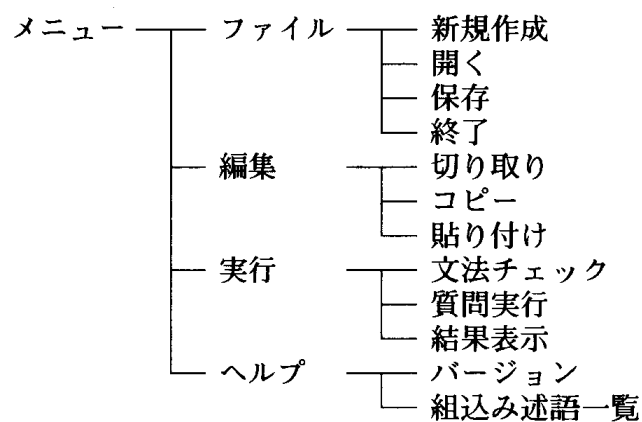 メニュー ファイル 新規作成
開く
保存
終了
編集 切り取り
コピー
貼り付け
実行 文法チェック
質問実行
結果表示
ヘルプ バージョン
組込み述語一覧